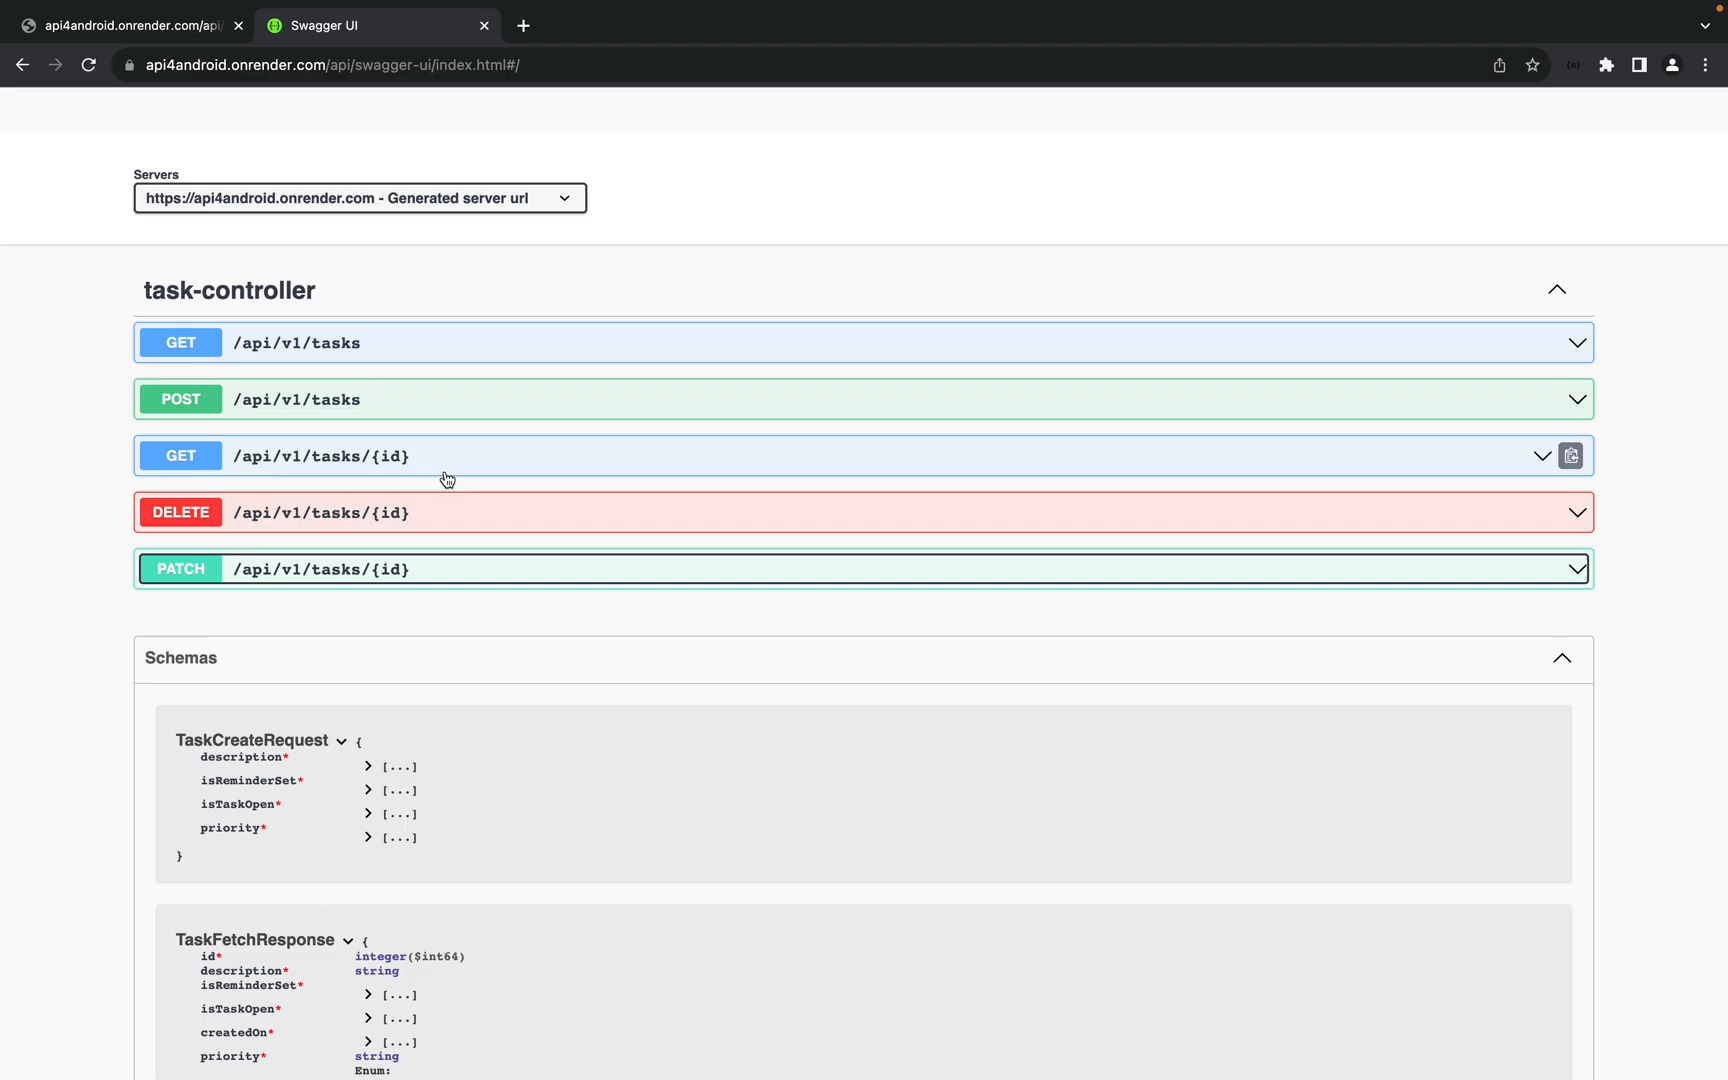 api4android.onrender.com/api/
Swagger UI
api4android.onrender.com/api/swagger-ui/index.html#/
Servers
https://api4android.onrender.com - Generated server url
task-controller
GET /api/v1/tasks
POST /api/v1/tasks
GET /api/v1/tasks/{id}
DELETE /api/v1/tasks/{id}
PATCH /api/v1/tasks/{id}
Schemas
TaskCreateRequest {
description* [...]
isReminderSet* [...]
isTaskOpen* [...]
priority* [...]
}
TaskFetchResponse {
id* integer($int64)
description* string
isReminderSet* [...]
isTaskOpen* [...]
createdOn* [...]
priority* string
Enum: